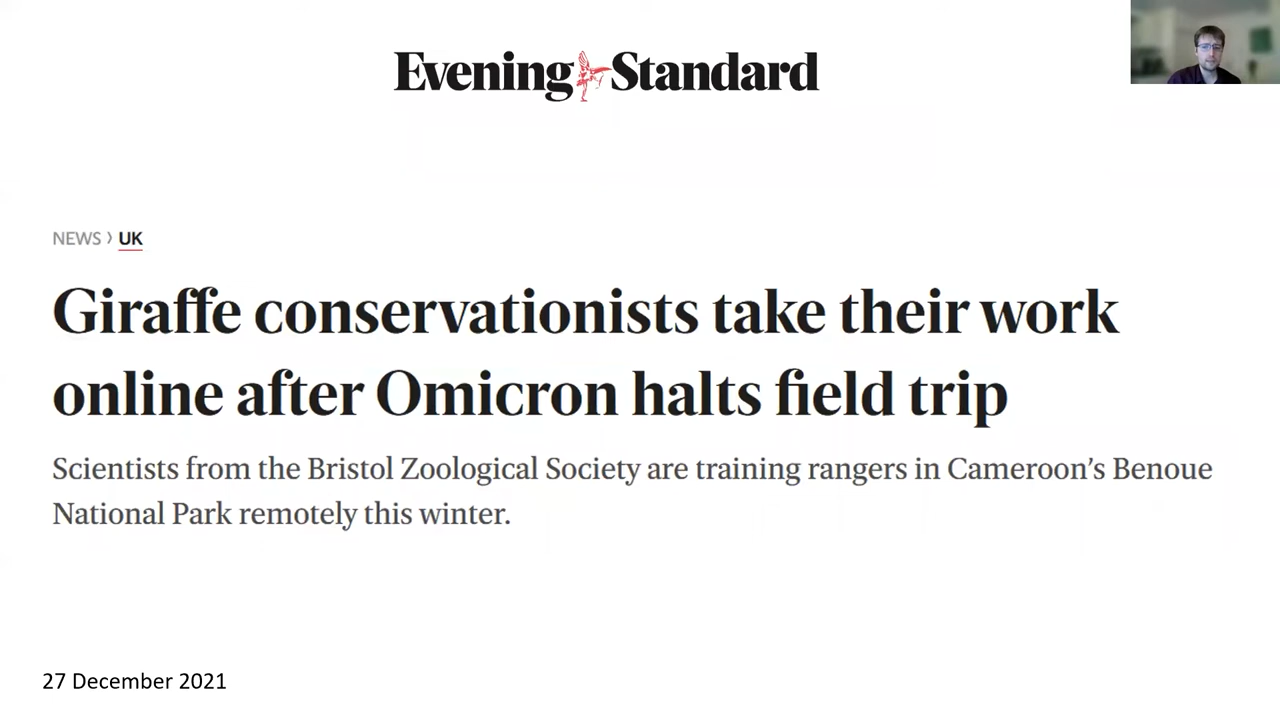 Evening Standard
NEWS › UK
Giraffe conservationists take their work
online after Omicron halts field trip
Scientists from the Bristol Zoological Society are training rangers in Cameroon’s Benoue
National Park remotely this winter.
27 December 2021